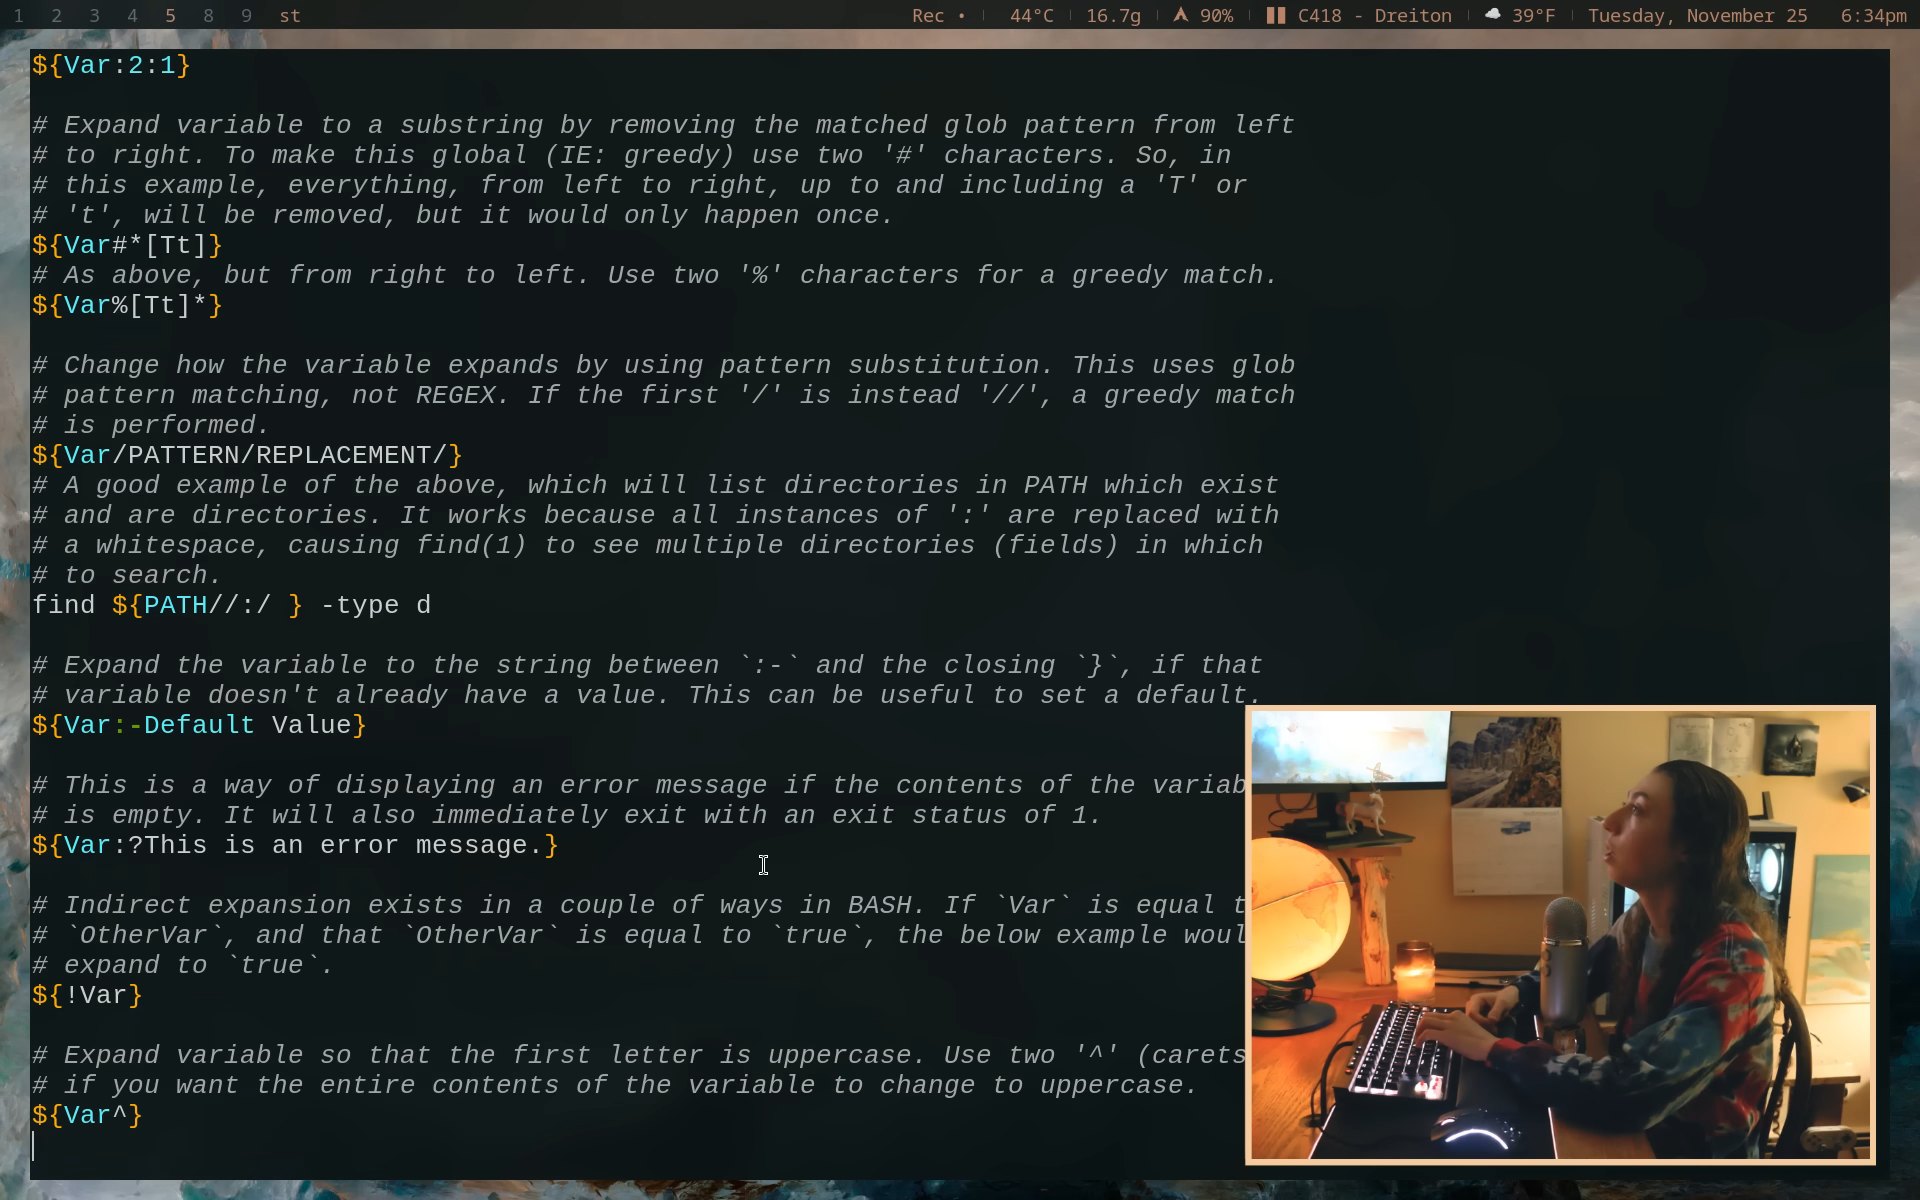 1 2 3 4 5 8 9 st Rec • 44°C 16.7g 90% C418 - Dreiton 39°F Tuesday, November 25 6:34pm
${Var:2:1}
# Expand variable to a substring by removing the matched glob pattern from left
# to right. To make this global (IE: greedy) use two '#' characters. So, in
# this example, everything, from left to right, up to and including a 'T' or
# 't', will be removed, but it would only happen once.
${Var#*[Tt]}
# As above, but from right to left. Use two '%' characters for a greedy match.
${Var%[Tt]*}
# Change how the variable expands by using pattern substitution. This uses glob
# pattern matching, not REGEX. If the first '/' is instead '//', a greedy match
# is performed.
${Var/PATTERN/REPLACEMENT/}
# A good example of the above, which will list directories in PATH which exist
# and are directories. It works because all instances of ':' are replaced with
# a whitespace, causing find(1) to see multiple directories (fields) in which
# to search.
find ${PATH//:/ } -type d
# Expand the variable to the string between `:-` and the closing `}`, if that
# variable doesn't already have a value. This can be useful to set a default.
${Var:-Default Value}
# This is a way of displaying an error message if the contents of the variab
# is empty. It will also immediately exit with an exit status of 1.
${Var:?This is an error message.}
# Indirect expansion exists in a couple of ways in BASH. If `Var` is equal t
# `OtherVar`, and that `OtherVar` is equal to `true`, the below example woul
# expand to `true`.
${!Var}
# Expand variable so that the first letter is uppercase. Use two '^' (carets
# if you want the entire contents of the variable to change to uppercase.
${Var^}